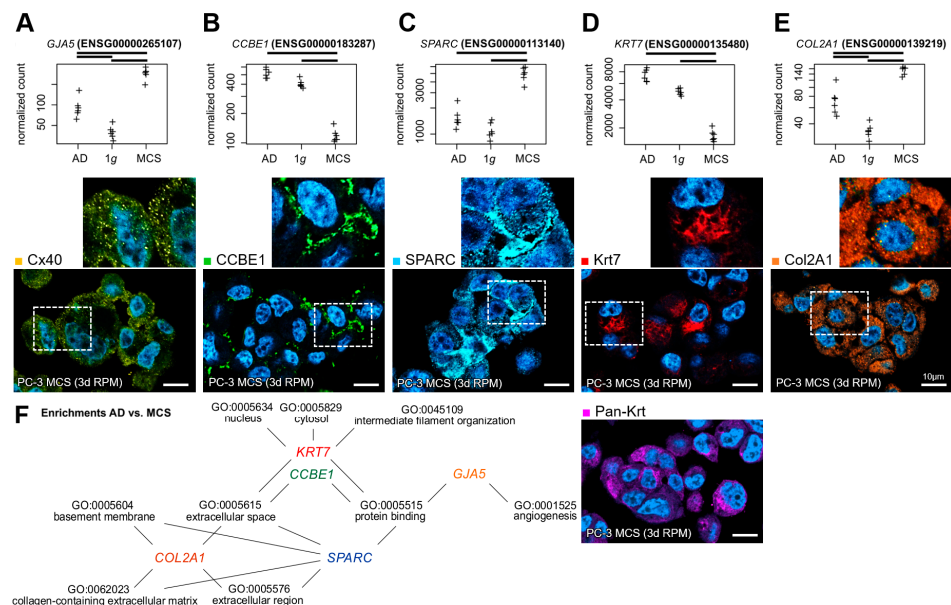 A
GJA5 (ENSG00000265107)
normalized count
100
50
AD 1g MCS
Cx40
PC-3 MCS (3d RPM)
B
CCBE1 (ENSG00000183287)
normalized count
400
200
100
AD 1g MCS
CCBE1
PC-3 MCS (3d RPM)
C
SPARC (ENSG00000113140)
normalized count
3000
1000
AD 1g MCS
SPARC
PC-3 MCS (3d RPM)
D
KRT7 (ENSG00000135480)
normalized count
8000
4000
2000
AD 1g MCS
Krt7
PC-3 MCS (3d RPM)
Pan-Krt
PC-3 MCS (3d RPM)
E
COL2A1 (ENSG00000139219)
normalized count
140
80
40
AD 1g MCS
Col2A1
10µm
PC-3 MCS (3d RPM)
F Enrichments AD vs. MCS
GO:0005634 GO:0005829 GO:0045109
nucleus cytosol intermediate filament organization
KRT7
CCBE1 GJA5
GO:0005604 GO:0005615 GO:0005515 GO:0001525
basement membrane extracellular space protein binding angiogenesis
COL2A1 SPARC
GO:0062023 GO:0005576
collagen-containing extracellular matrix extracellular region